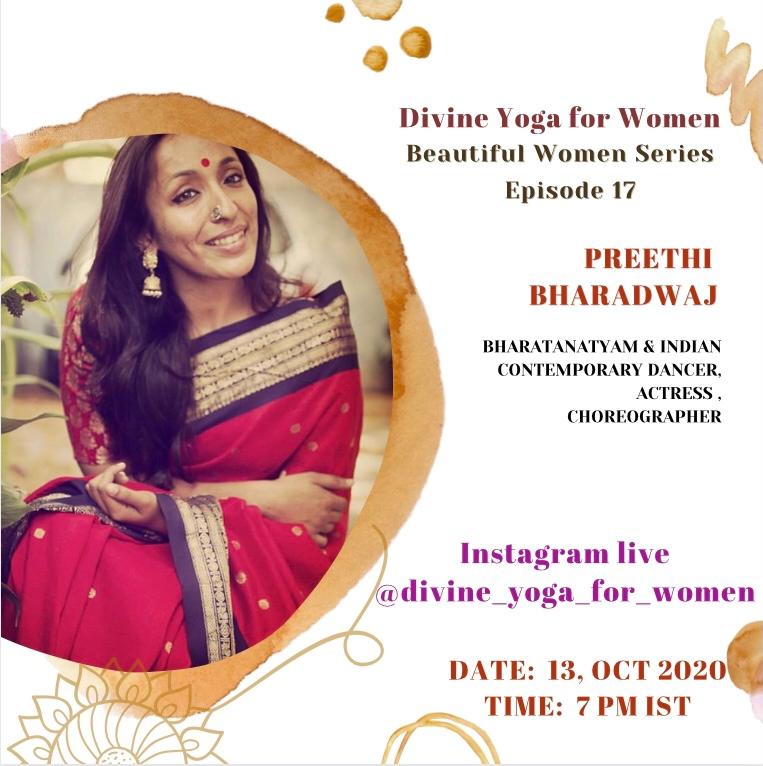 Divine Yoga for Women
Beautiful Women Series
Episode 17
PREETHI
BHARADWAJ
BHARATANATYAM & INDIAN
CONTEMPORARY DANCER,
ACTRESS ,
CHOREOGRAPHER
Instagram live
@divine_yoga_for_women
DATE: 13, OCT 2020
TIME: 7 PM IST